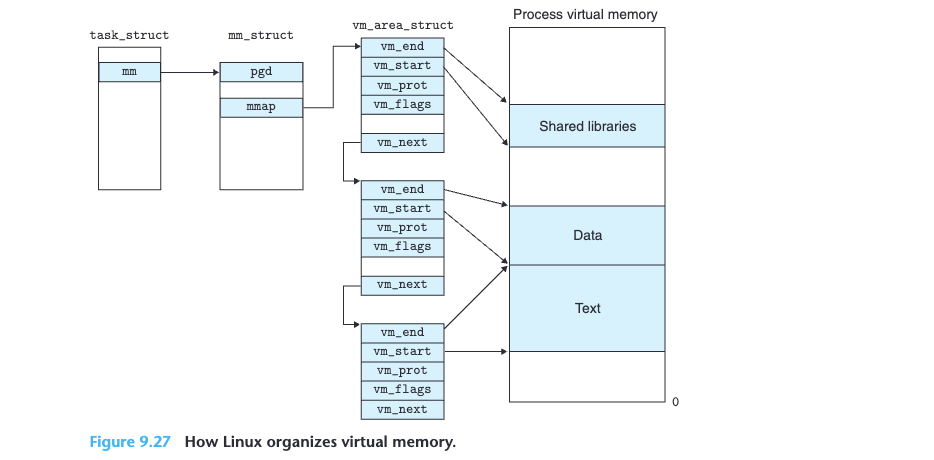 Process virtual memory
task_struct
mm_struct
vm_area_struct
mm
pgd
mmap
vm_end
vm_start
vm_prot
vm_flags
vm_next
vm_end
vm_start
vm_prot
vm_flags
vm_next
vm_end
vm_start
vm_prot
vm_flags
vm_next
Shared libraries
Data
Text
0
Figure 9.27 How Linux organizes virtual memory.